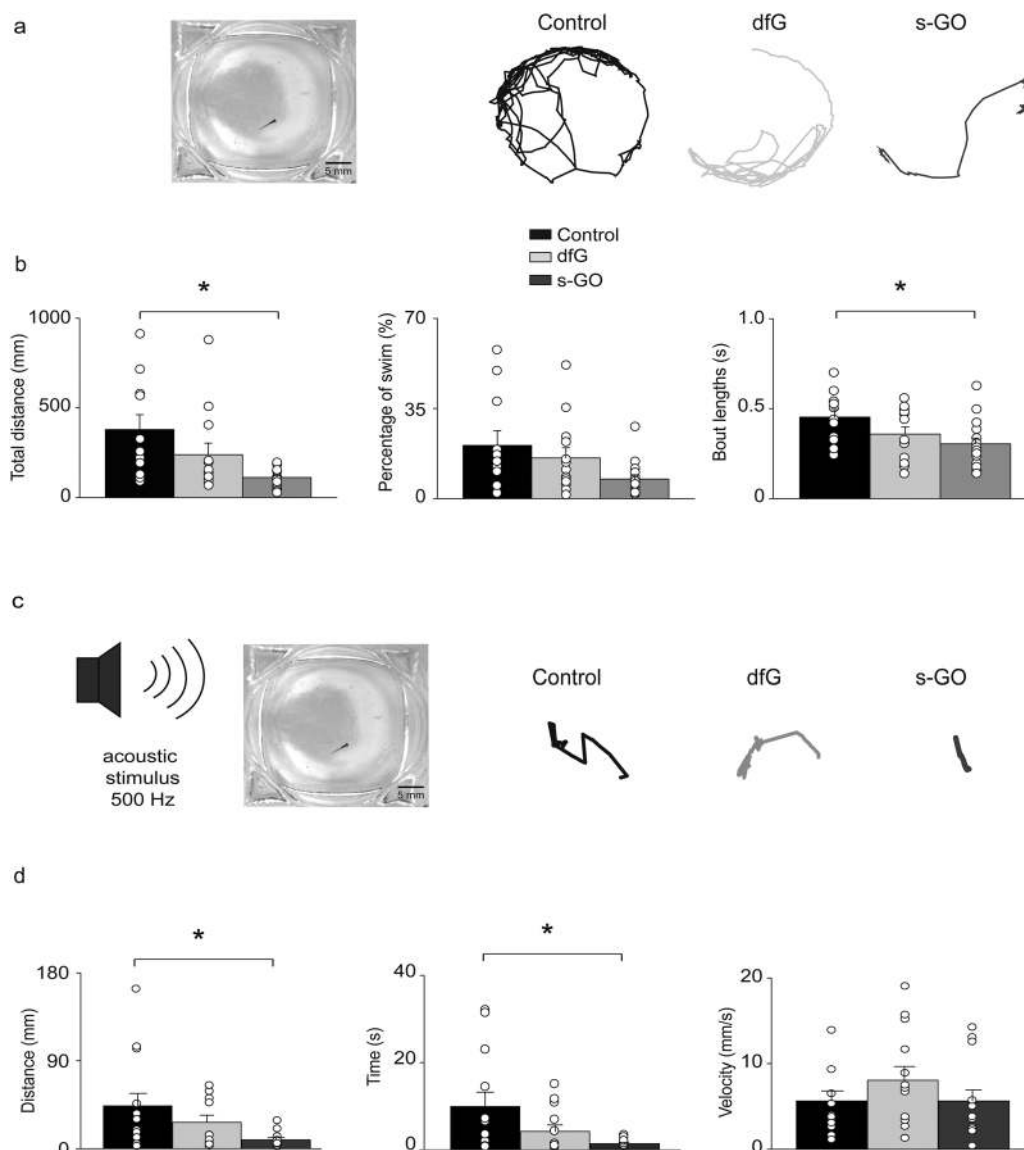 a
Control
dfG
s-GO
5 mm
Control
dfG
s-GO
b
*
*
1000
500
0
Total distance (mm)
70
35
0
Percentage of swim (%)
1.0
0.5
0
Bout lengths (s)
c
acoustic
stimulus
500 Hz
5 mm
Control
dfG
s-GO
d
*
*
180
90
0
Distance (mm)
40
20
0
Time (s)
20
10
0
Velocity (mm/s)